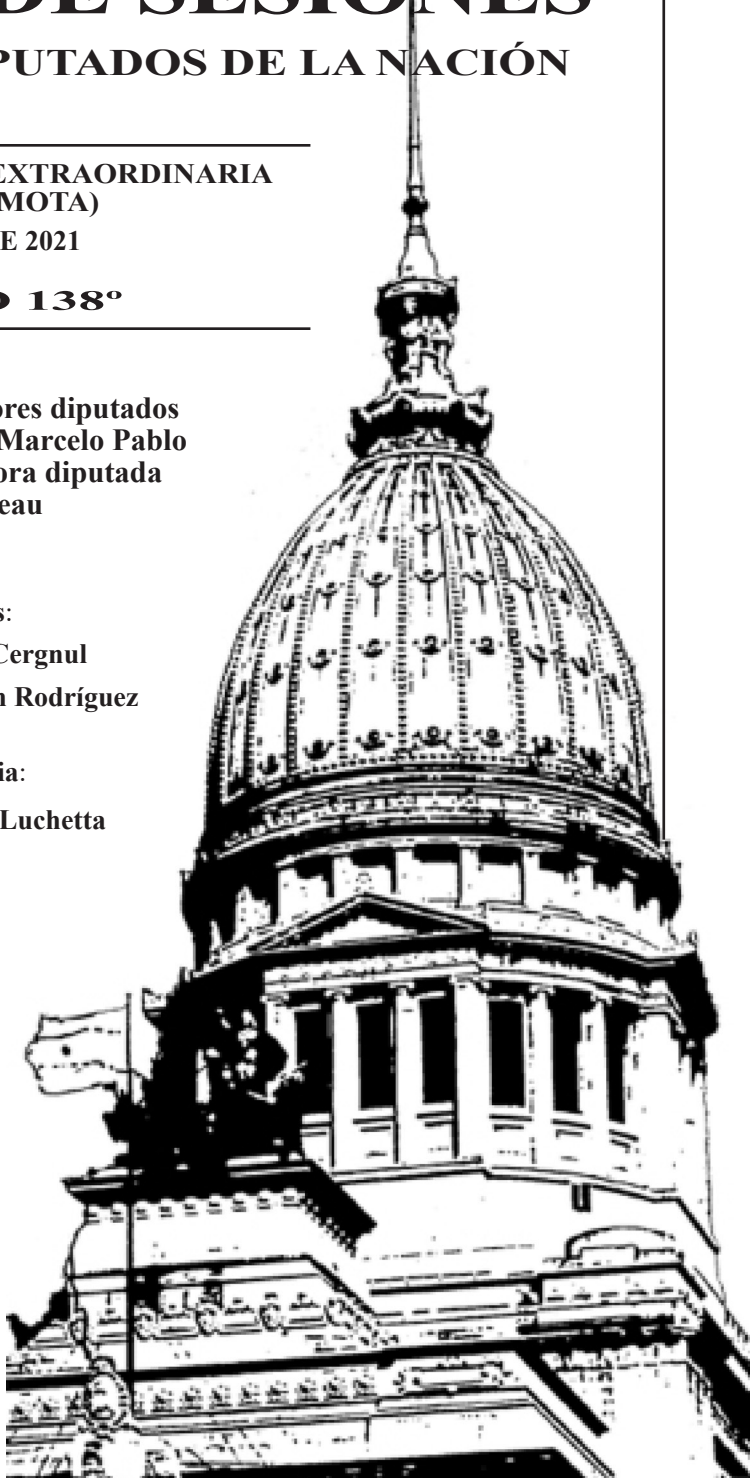 DE SESIONES
PUTADOS DE LA NACIÓN
EXTRAORDINARIA
MOTA)
E 2021
O 138º
ores diputados
Marcelo Pablo
ora diputada
eau
s:
Cergnul
n Rodríguez
ia:
Luchetta